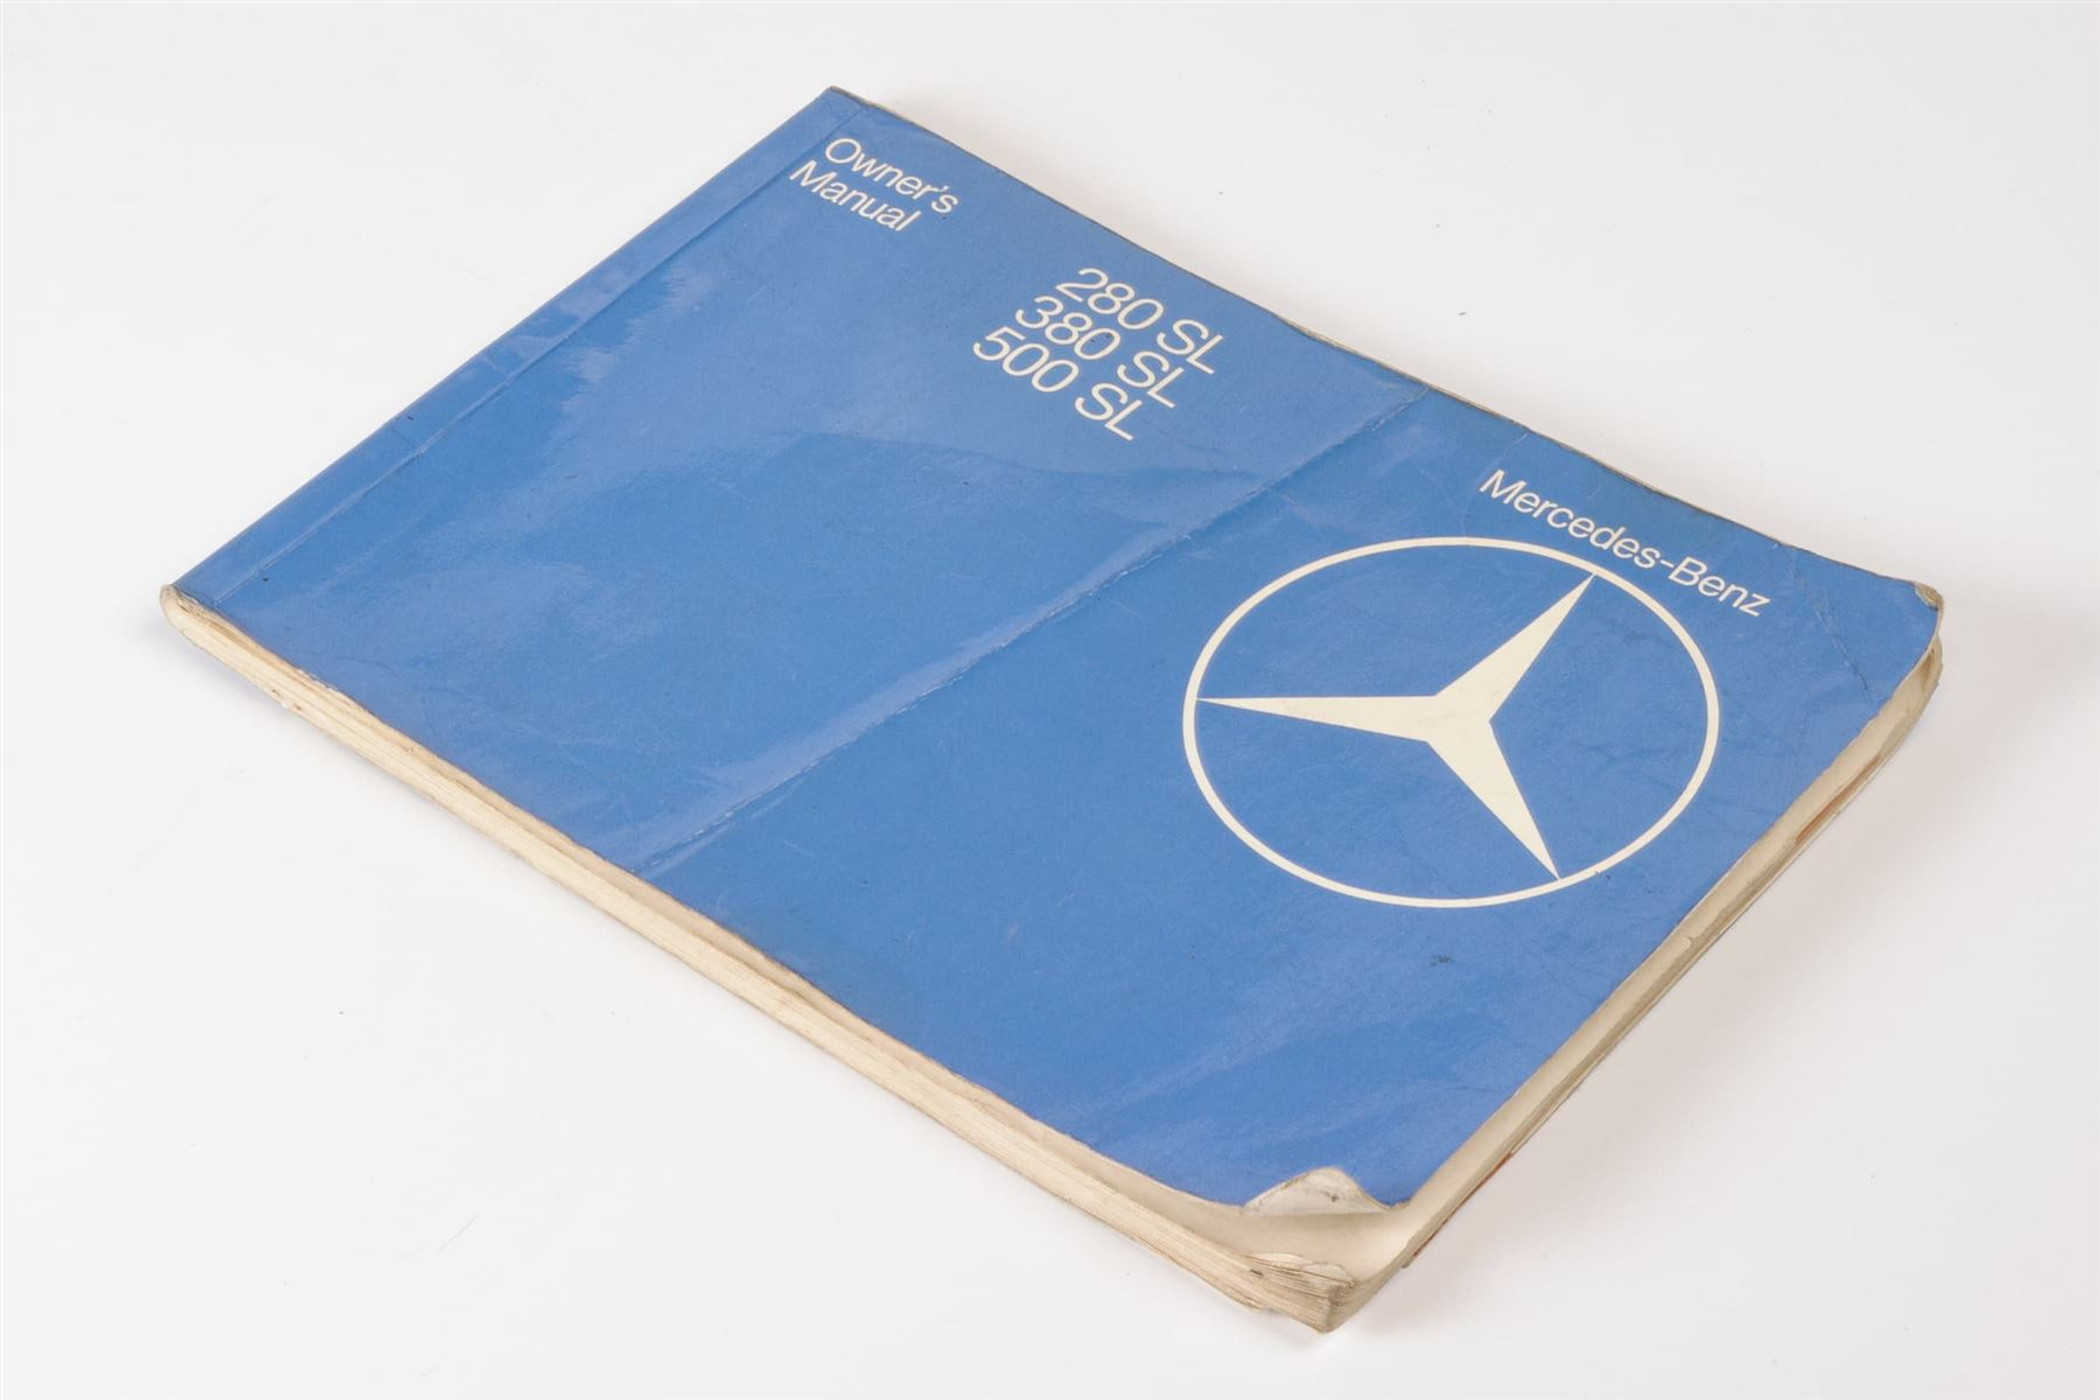 Owner's
Manual
280 SL
380 SL
500 SL
Mercedes-Benz